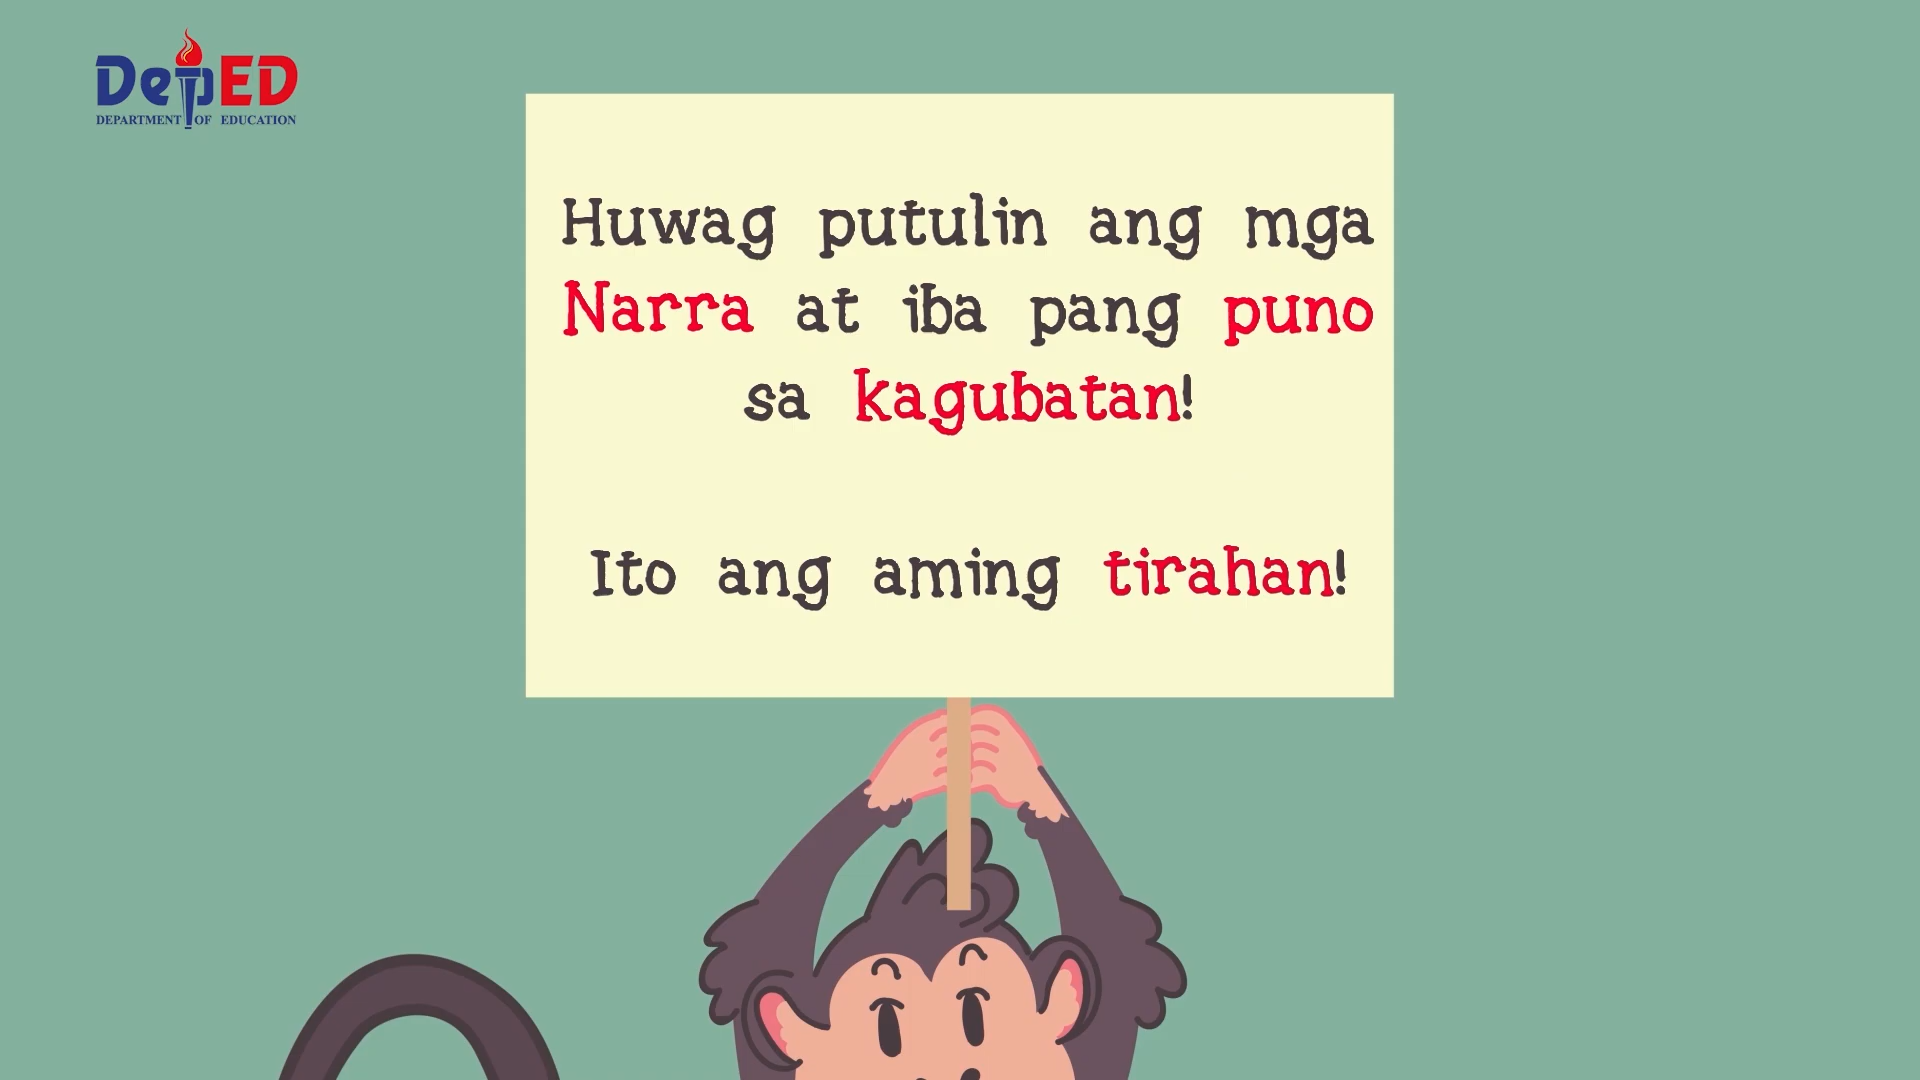 DepED
DEPARTMENT OF EDUCATION
Huwag putulin ang mga
Narra at iba pang puno
sa kagubatan!
Ito ang aming tirahan!